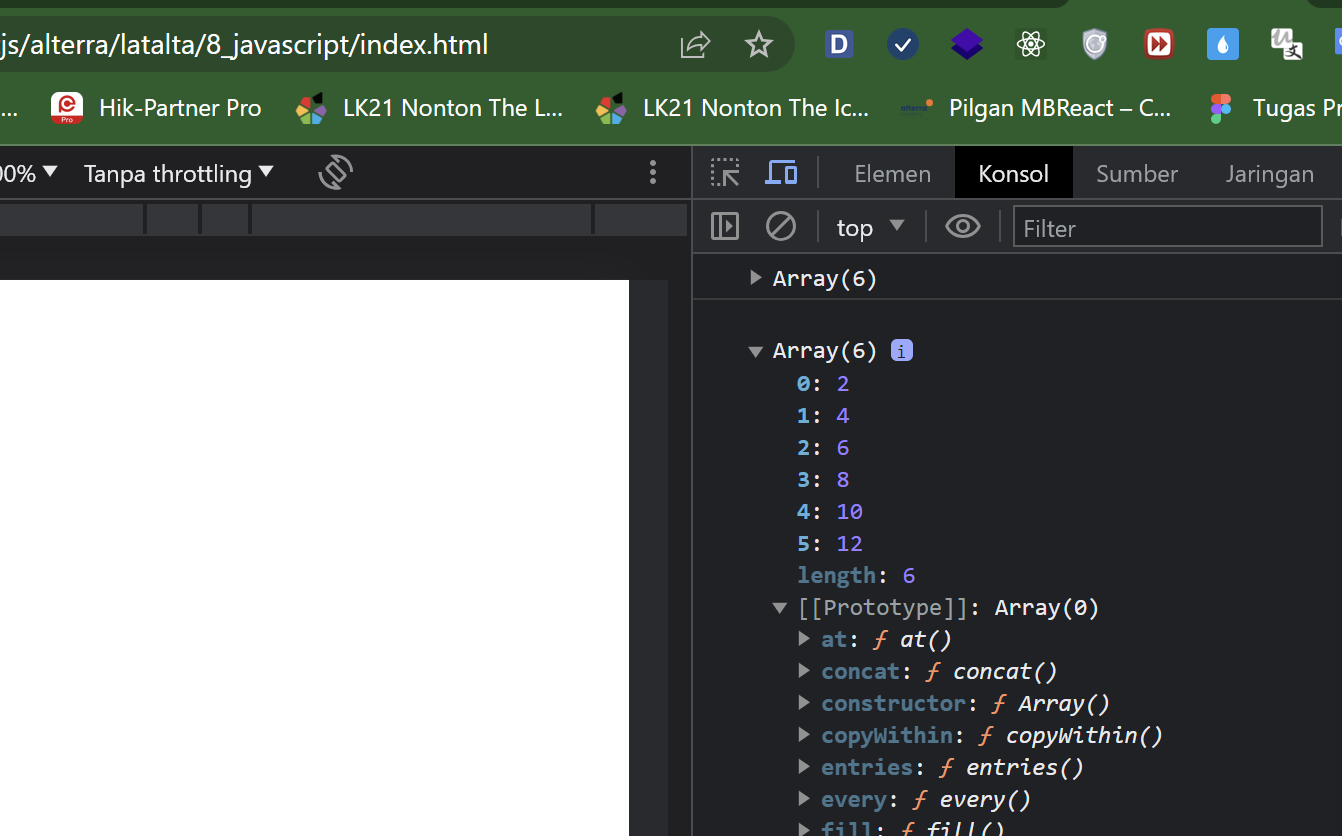 js/alterra/latalta/8_javascript/index.html
D
... Hik-Partner Pro LK21 Nonton The L... LK21 Nonton The Ic... Pilgan MBReact – C... Tugas Pr
Pro
00% Tanpa throttling
Elemen Konsol Sumber Jaringan
top Filter
Array(6)
Array(6) i
0: 2
1: 4
2: 6
3: 8
4: 10
5: 12
length: 6
[[Prototype]]: Array(0)
at: ƒ at()
concat: ƒ concat()
constructor: ƒ Array()
copyWithin: ƒ copyWithin()
entries: ƒ entries()
every: ƒ every()
fill: ƒ fill()